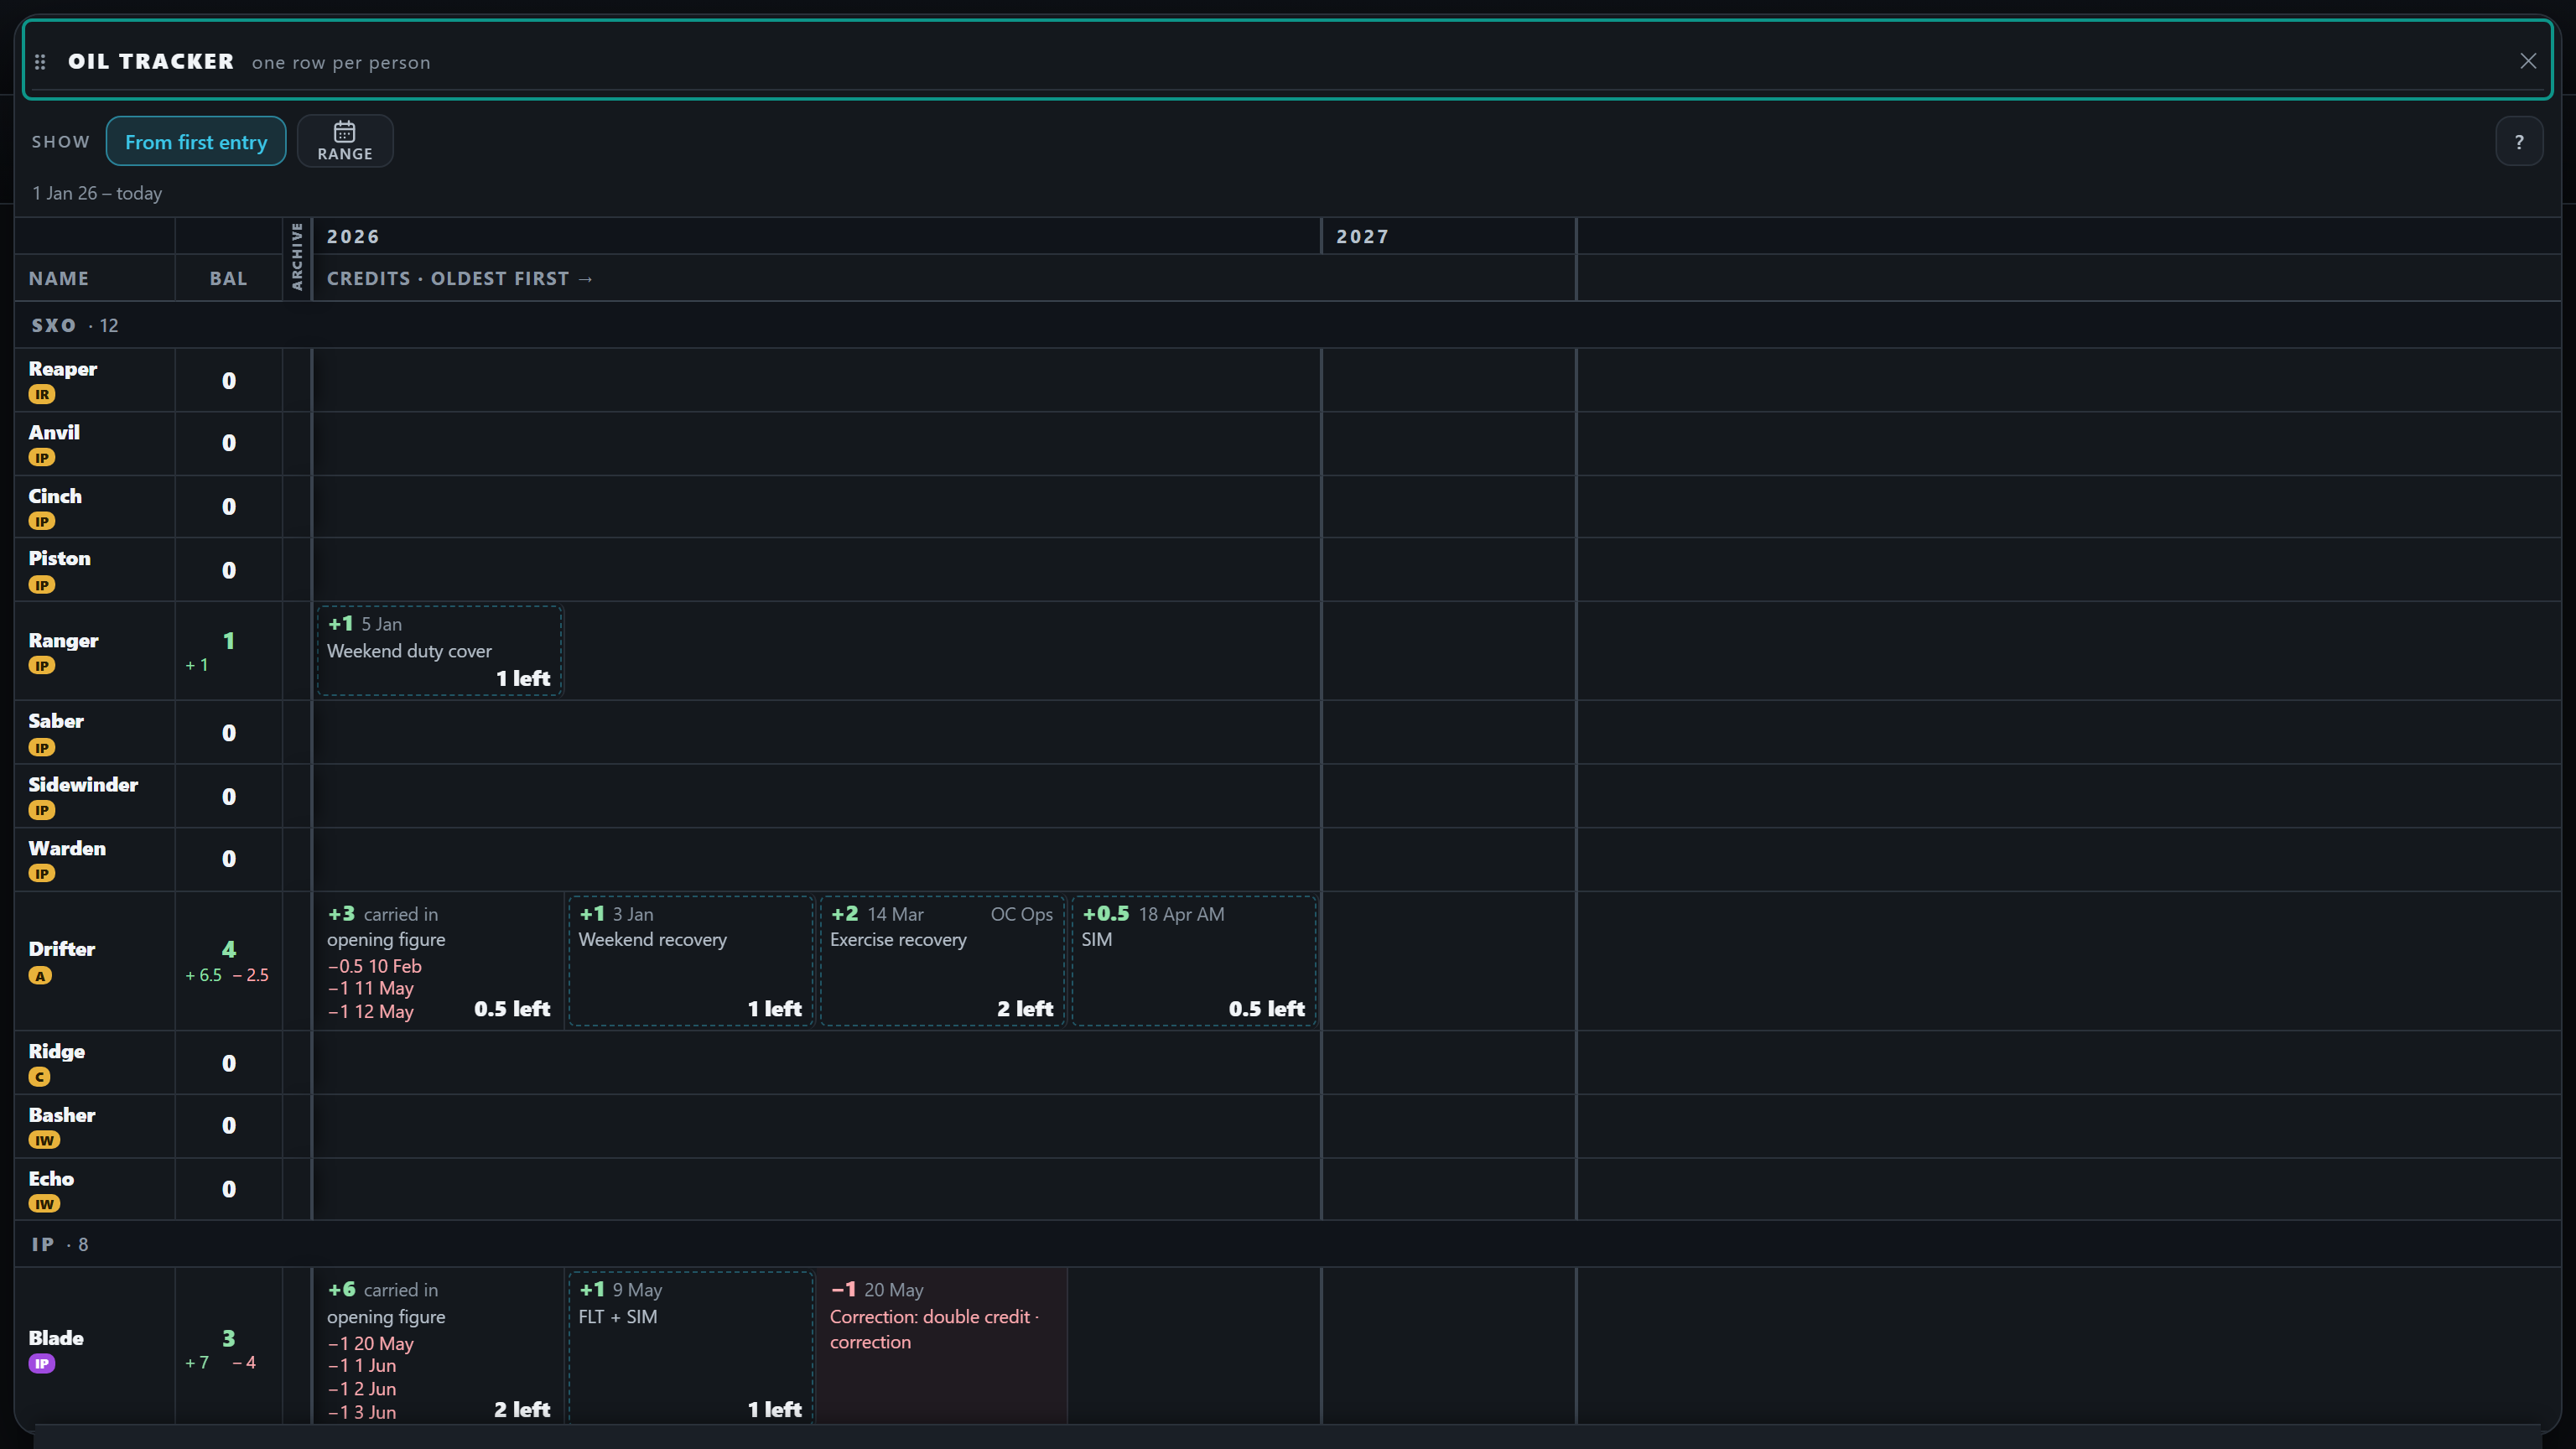 OIL TRACKER one row per person
SHOW From first entry RANGE ?
1 Jan 26 – today
ARCHIVE
2026 2027
NAME BAL CREDITS · OLDEST FIRST →
SXO · 12
Reaper
IR
0
Anvil
IP
0
Cinch
IP
0
Piston
IP
0
Ranger
IP
1
+ 1
+1 5 Jan
Weekend duty cover
1 left
Saber
IP
0
Sidewinder
IP
0
Warden
IP
0
Drifter
A
4
+ 6.5 − 2.5
+3 carried in
opening figure
−0.5 10 Feb
−1 11 May
−1 12 May
0.5 left
+1 3 Jan
Weekend recovery
1 left
+2 14 Mar OC Ops
Exercise recovery
2 left
+0.5 18 Apr AM
SIM
0.5 left
Ridge
C
0
Basher
IW
0
Echo
IW
0
IP · 8
Blade
IP
3
+ 7 − 4
+6 carried in
opening figure
−1 20 May
−1 1 Jun
−1 2 Jun
−1 3 Jun
2 left
+1 9 May
FLT + SIM
1 left
−1 20 May
Correction: double credit ·
correction